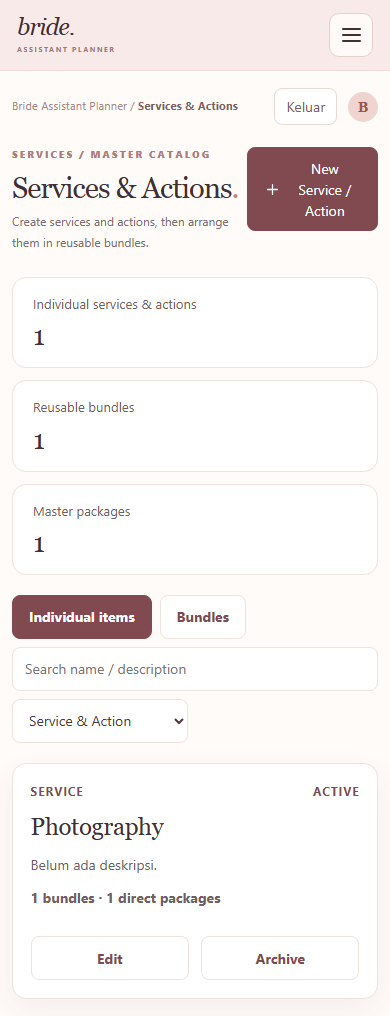 bride.
ASSISTANT PLANNER
Bride Assistant Planner / Services & Actions
Keluar
B
SERVICES / MASTER CATALOG
Services & Actions.
Create services and actions, then arrange
them in reusable bundles.
+ New
Service /
Action
Individual services & actions
1
Reusable bundles
1
Master packages
1
Individual items
Bundles
Search name / description
Service & Action
SERVICE
ACTIVE
Photography
Belum ada deskripsi.
1 bundles · 1 direct packages
Edit
Archive